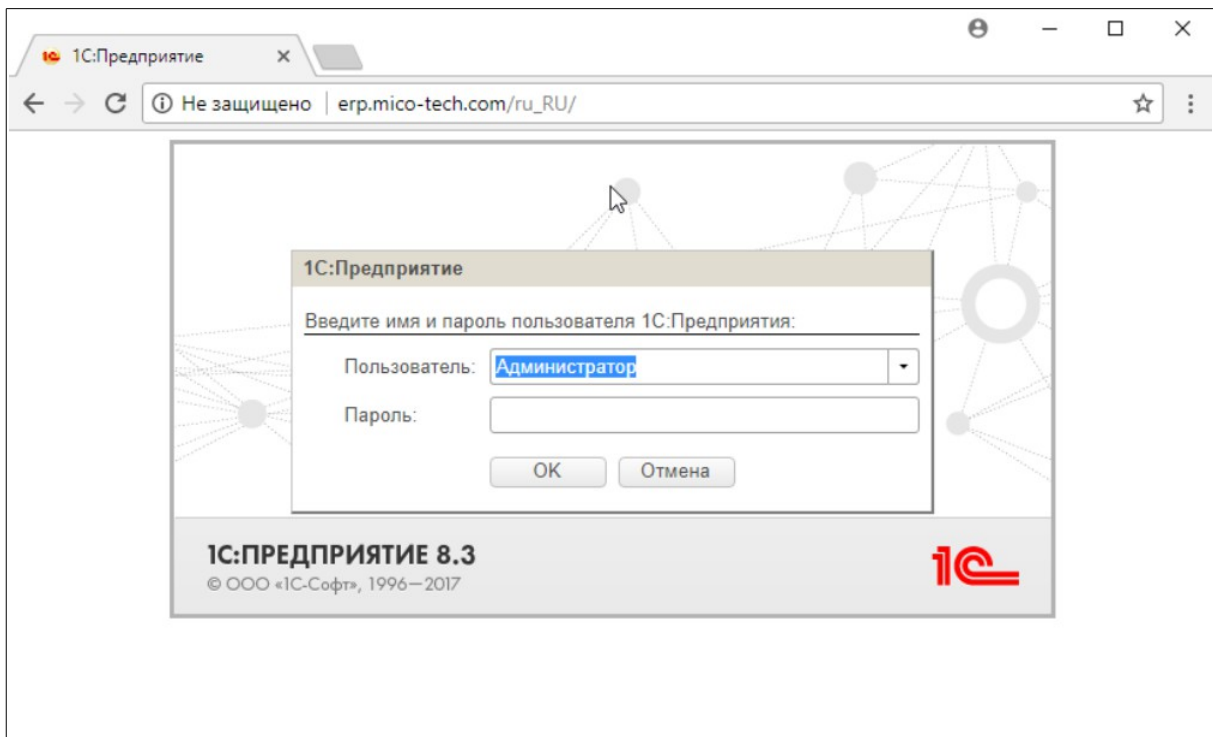 1С:Предприятие
Не защищено erp.mico-tech.com/ru_RU/
1С:Предприятие
Введите имя и пароль пользователя 1С:Предприятия:
Пользователь: Администратор
Пароль:
OK Отмена
1С:ПРЕДПРИЯТИЕ 8.3
© ООО «1С-Софт», 1996—2017
1С